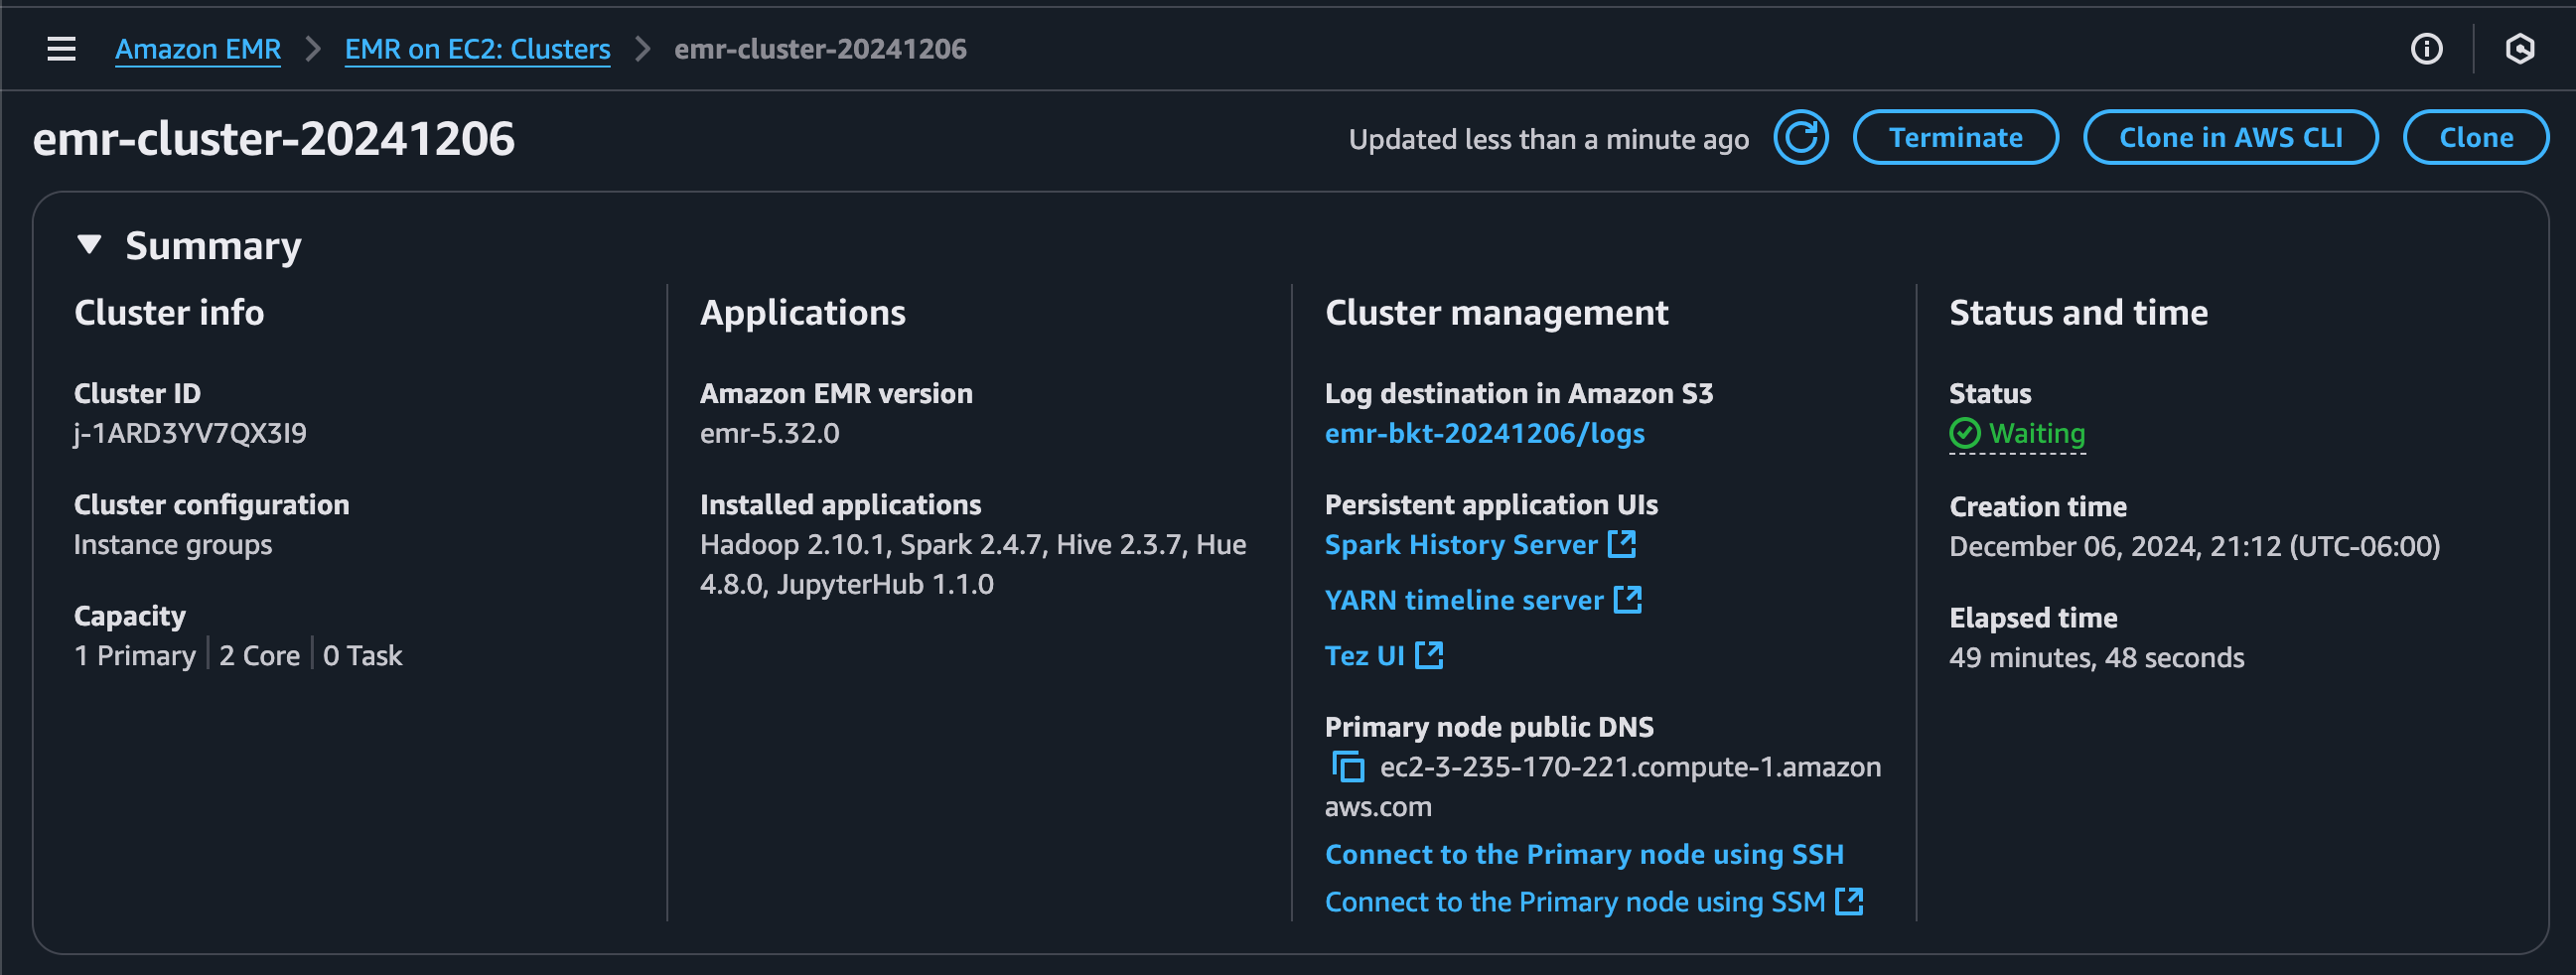 Amazon EMR > EMR on EC2: Clusters > emr-cluster-20241206
emr-cluster-20241206
Updated less than a minute ago
Terminate
Clone in AWS CLI
Clone
Summary
Cluster info
Cluster ID
j-1ARD3YV7QX3I9
Cluster configuration
Instance groups
Capacity
1 Primary | 2 Core | 0 Task
Applications
Amazon EMR version
emr-5.32.0
Installed applications
Hadoop 2.10.1, Spark 2.4.7, Hive 2.3.7, Hue
4.8.0, JupyterHub 1.1.0
Cluster management
Log destination in Amazon S3
emr-bkt-20241206/logs
Persistent application UIs
Spark History Server
YARN timeline server
Tez UI
Primary node public DNS
ec2-3-235-170-221.compute-1.amazon
aws.com
Connect to the Primary node using SSH
Connect to the Primary node using SSM
Status and time
Status
Waiting
Creation time
December 06, 2024, 21:12 (UTC-06:00)
Elapsed time
49 minutes, 48 seconds